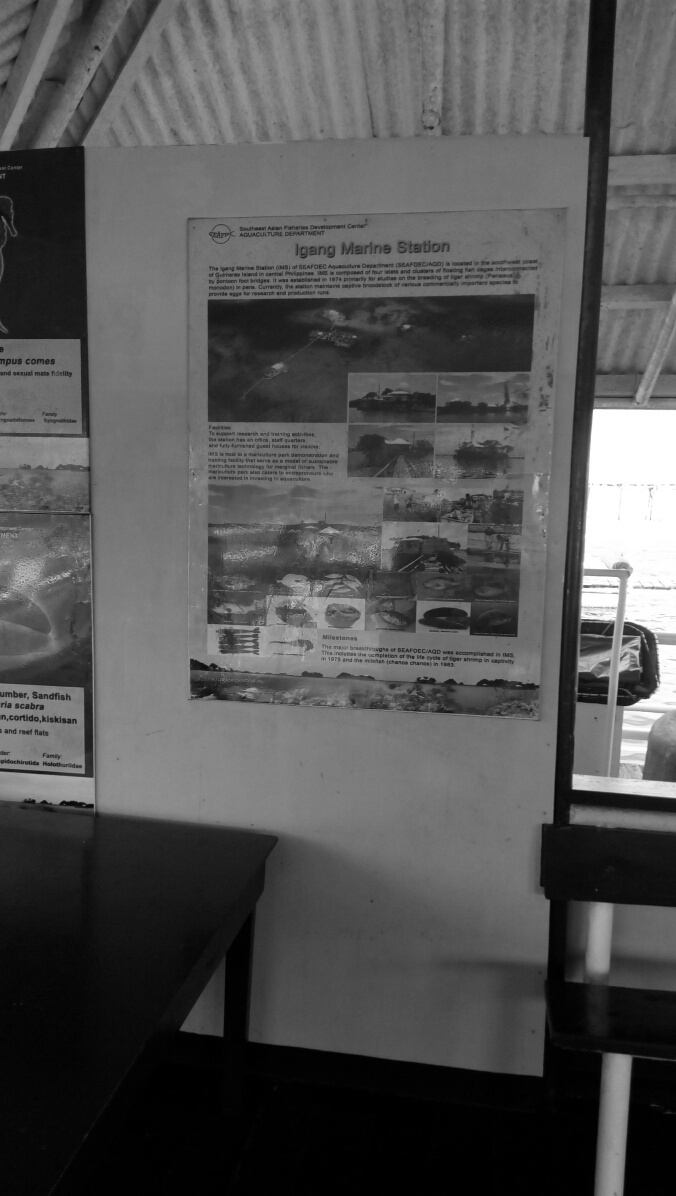 Southeast Asian Fisheries Development Center
AQUACULTURE DEPARTMENT
Igang Marine Station
The Igang Marine Station (IMS) of SEAFDEC Aquaculture Department (SEAFDEC/AQD) is located in the southwest coast
of Guimaras Island in central Philippines. IMS is composed of four islets and clusters of floating fish cages interconnected
by pontoon foot bridges. It was established in 1974 primarily for studies on the breeding of tiger shrimp (Penaeus
monodon) in pens. Currently, the station maintains captive broodstock of various commercially important species to
provide eggs for research and production runs.
Facilities
To support research and training activities,
the station has an office, staff quarters
and fully-furnished guest houses for visitors.
IMS is host to a mariculture park demonstration and
training facility that serve as a model of sustainable
mariculture technology for marginal fishers. The
mariculture park also caters to entrepreneurs who
are interested in investing in aquaculture.
Milestones
The major breakthroughs of SEAFDEC/AQD was accomplished in IMS.
This includes the completion of the life cycle of tiger shrimp in captivity
in 1975 and the milkfish (chanos chanos) in 1983.
mpus comes
and sexual mate fidelity
Family
Syngnathidae
umber, Sandfish
ria scabra
n,cortido,kiskisan
s and reef flats
der: Family:
pidochirotida Holothuriidae